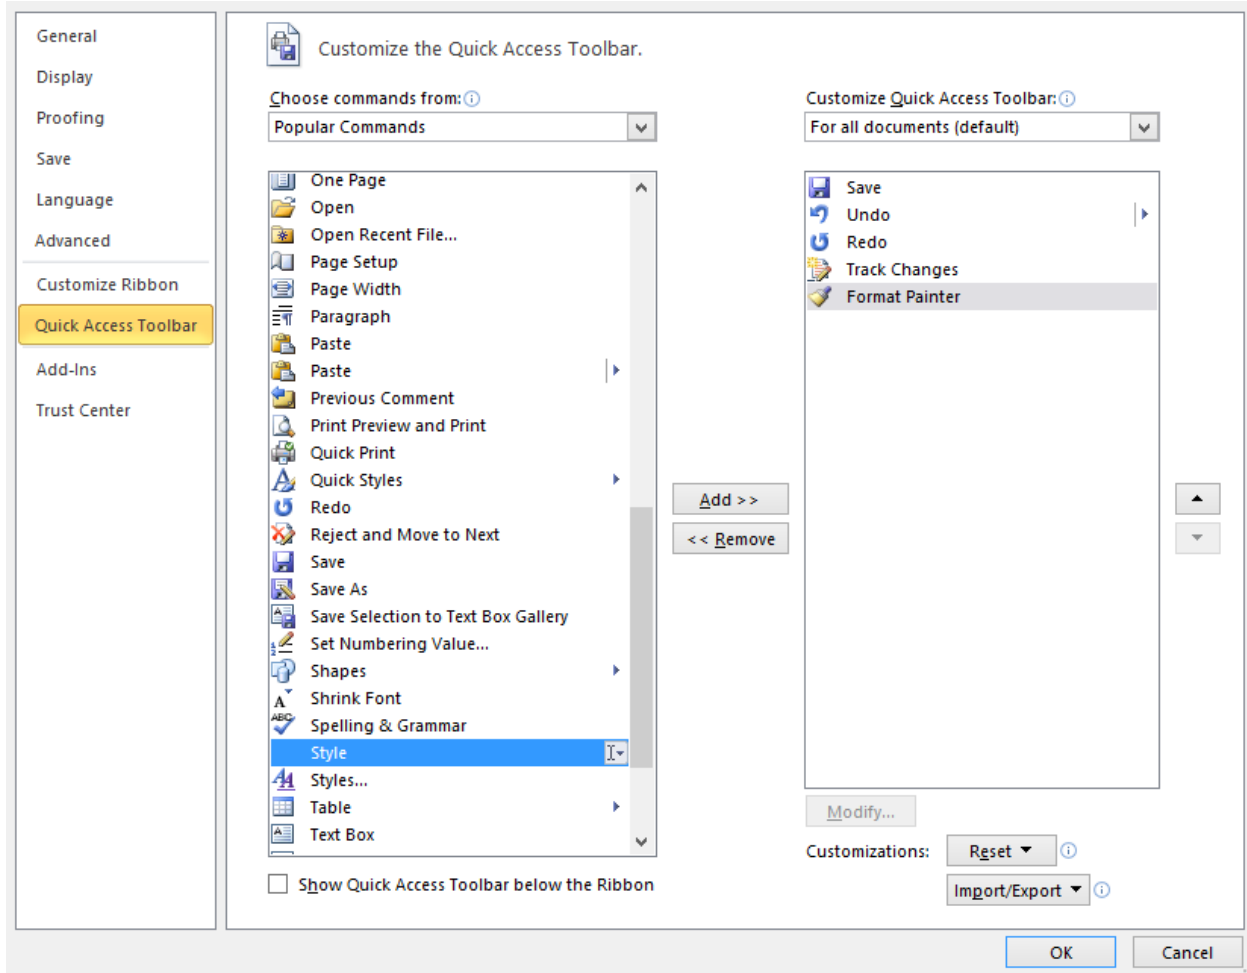 General
Display
Proofing
Save
Language
Advanced
Customize Ribbon
Quick Access Toolbar
Add-Ins
Trust Center
Customize the Quick Access Toolbar.
Choose commands from:
Popular Commands
One Page
Open
Open Recent File...
Page Setup
Page Width
Paragraph
Paste
Paste
Previous Comment
Print Preview and Print
Quick Print
Quick Styles
Redo
Reject and Move to Next
Save
Save As
Save Selection to Text Box Gallery
Set Numbering Value...
Shapes
Shrink Font
Spelling & Grammar
Style
Styles...
Table
Text Box
Show Quick Access Toolbar below the Ribbon
Add >>
<< Remove
Customize Quick Access Toolbar:
For all documents (default)
Save
Undo
Redo
Track Changes
Format Painter
Modify...
Customizations:
Reset
Import/Export
OK
Cancel